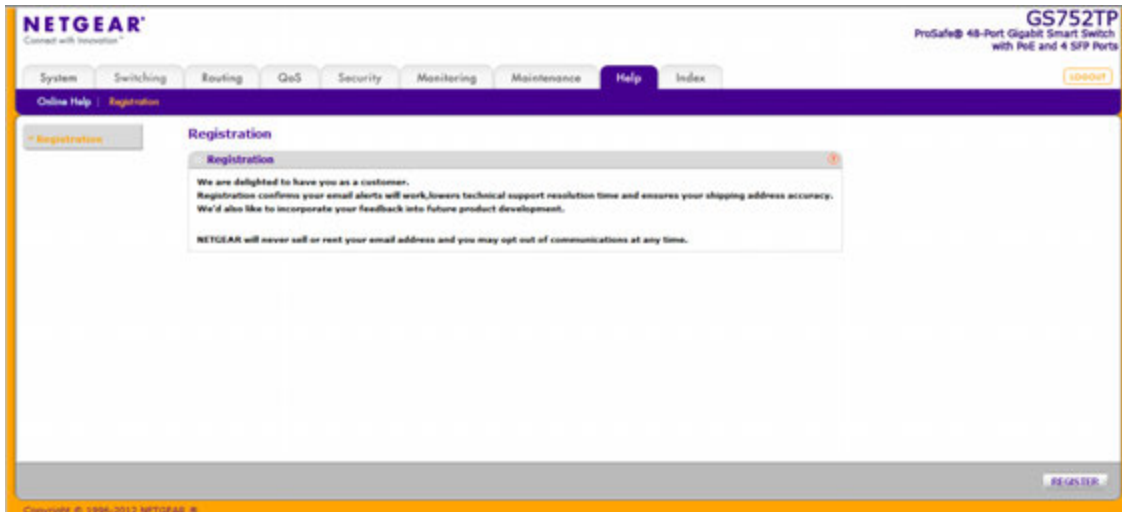 NETGEAR®
Connect with Innovation™
GS752TP
ProSafe® 48-Port Gigabit Smart Switch
with PoE and 4 SFP Ports
System Switching Routing QoS Security Monitoring Maintenance Help Index
LOGOUT
Online Help | Registration
Registration
Registration
Registration
We are delighted to have you as a customer.
Registration confirms your email alerts will work,lowers technical support resolution time and ensures your shipping address accuracy.
We'd also like to incorporate your feedback into future product development.
NETGEAR will never sell or rent your email address and you may opt out of communications at any time.
REGISTER
Copyright © 1996-2012 NETGEAR ®